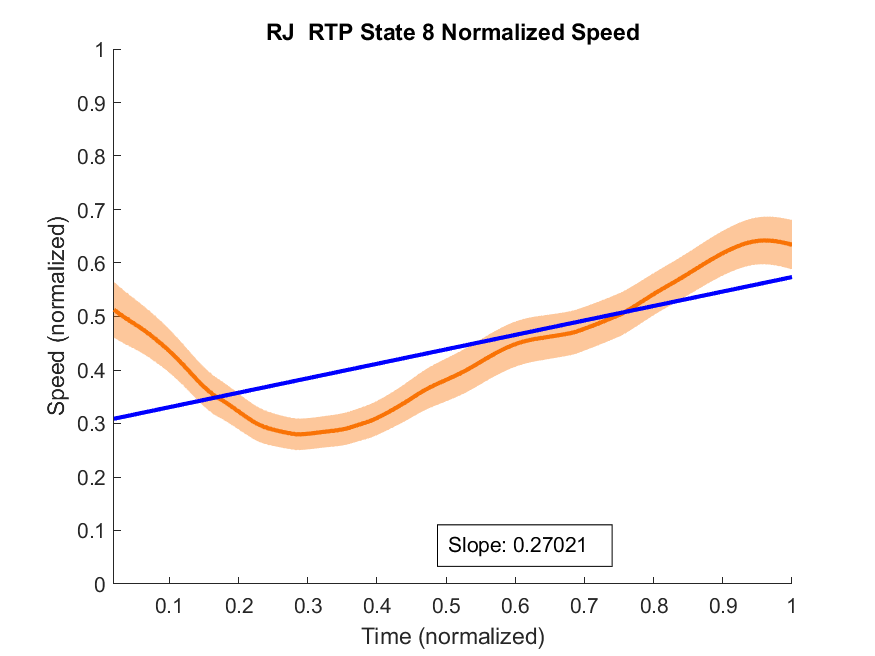 RJ  RTP State 8 Normalized Speed
1
0.9
0.8
0.7
0.6
0.5
0.4
0.3
0.2
0.1
0
Speed (normalized)
Slope: 0.27021
0.1 0.2 0.3 0.4 0.5 0.6 0.7 0.8 0.9 1
Time (normalized)